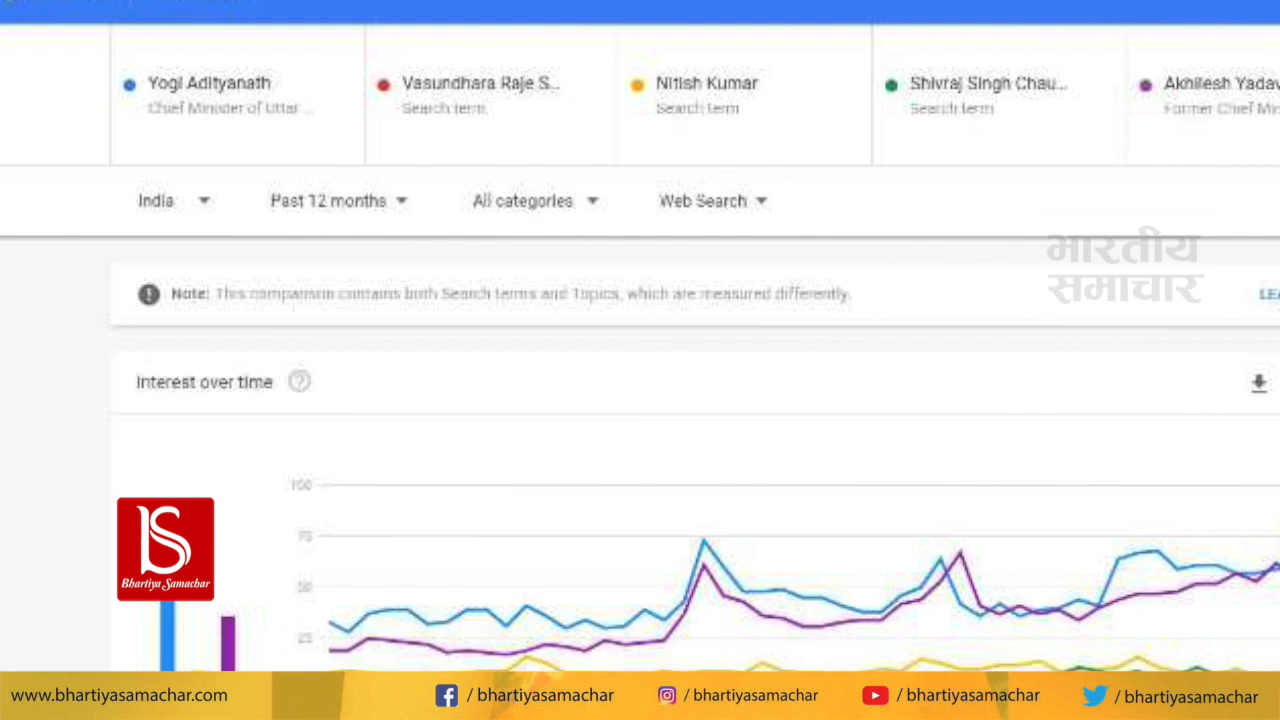 Yogi Adityanath
Chief Minister of Uttar ...
Vasundhara Raje S...
Search term
Nitish Kumar
Search term
Shivraj Singh Chau...
Search term
Akhilesh Yadav
Former Chief Min
India
Past 12 months
All categories
Web Search
भारतीय
समाचार
Note: This comparison contains both Search terms and Topics, which are measured differently.
LEA
Interest over time
100
75
50
25
BS
Bhartiya Samachar
www.bhartiyasamachar.com
/ bhartiyasamachar
/ bhartiyasamachar
/ bhartiyasamachar
/ bhartiyasamachar